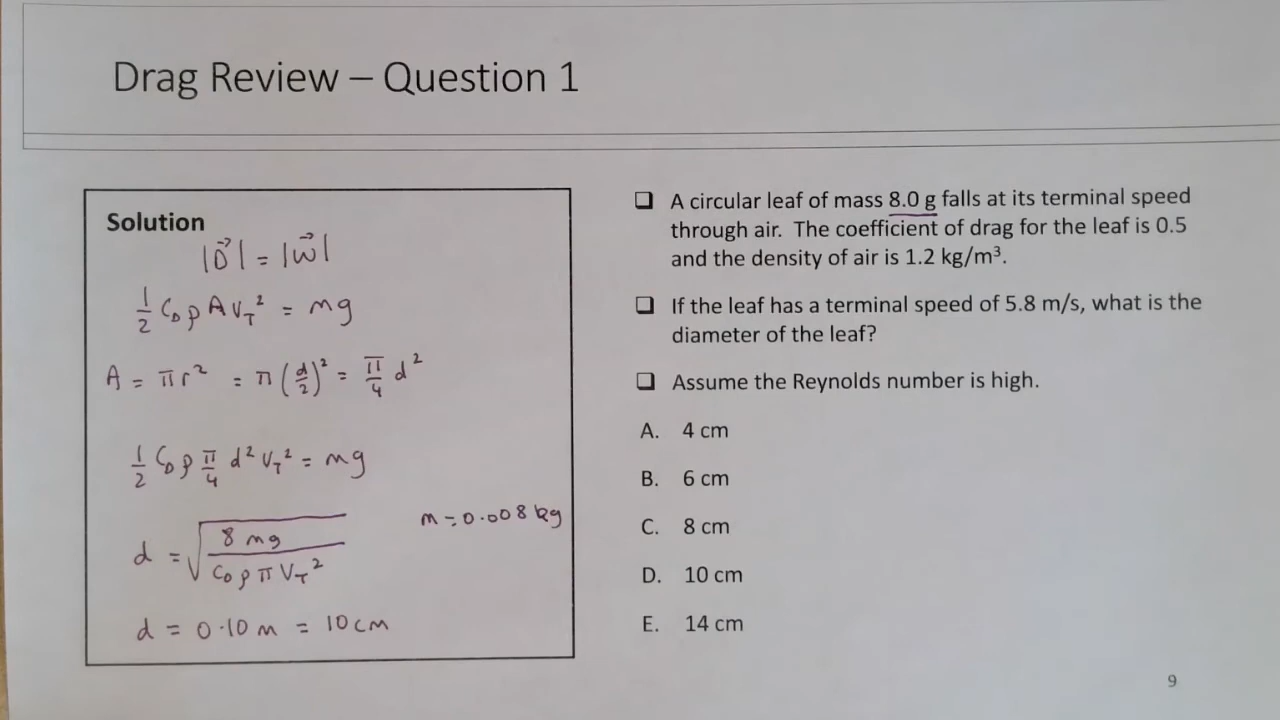 Drag Review – Question 1
Solution
|D⃗| = |w⃗|
½ C_D ρ A V_T² = mg
A = πr² = π(d/2)² = π/4 d²
½ C_D ρ π/4 d² V_T² = mg
m = 0.008 kg
d = √(8mg / C_D ρ π V_T²)
d = 0.10 m = 10 cm
❑ A circular leaf of mass 8.0 g falls at its terminal speed
through air. The coefficient of drag for the leaf is 0.5
and the density of air is 1.2 kg/m³.
❑ If the leaf has a terminal speed of 5.8 m/s, what is the
diameter of the leaf?
❑ Assume the Reynolds number is high.
A. 4 cm
B. 6 cm
C. 8 cm
D. 10 cm
E. 14 cm
9